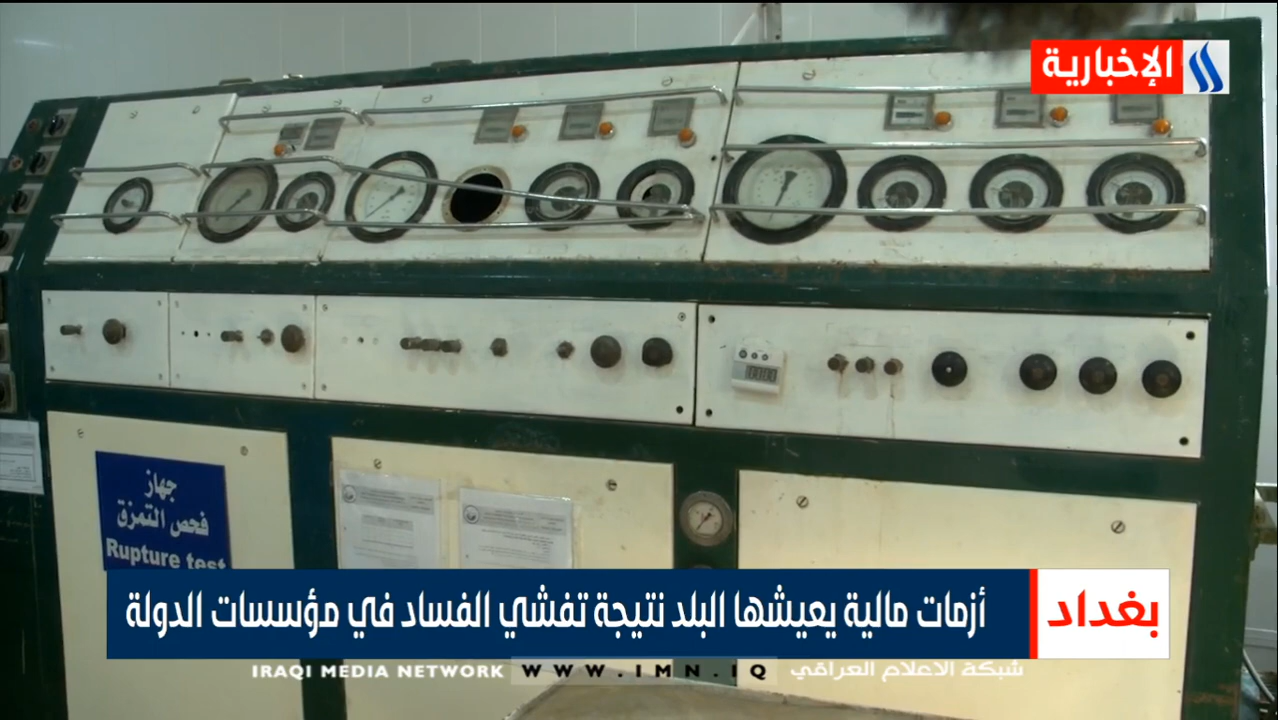 الإخبارية
جهاز
فحص التمزق
Rupture test
أزمات مالية يعيشها البلد نتيجة تفشي الفساد في مؤسسات الدولة
بغداد
IRAQI MEDIA NETWORK WWW.IMN.IQ شبكة الاعلام العراقي